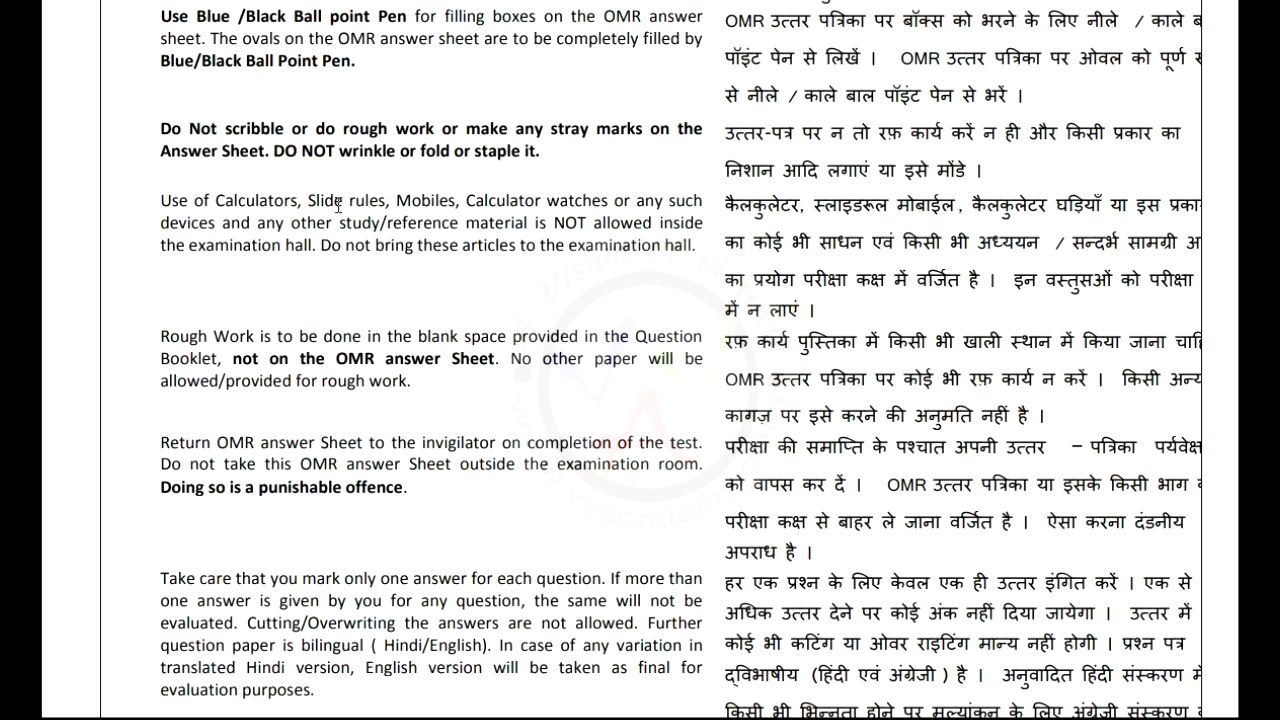 Use Blue /Black Ball point Pen for filling boxes on the OMR answer
sheet. The ovals on the OMR answer sheet are to be completely filled by
Blue/Black Ball Point Pen.
Do Not scribble or do rough work or make any stray marks on the
Answer Sheet. DO NOT wrinkle or fold or staple it.
Use of Calculators, Slide rules, Mobiles, Calculator watches or any such
devices and any other study/reference material is NOT allowed inside
the examination hall. Do not bring these articles to the examination hall.
Rough Work is to be done in the blank space provided in the Question
Booklet, not on the OMR answer Sheet. No other paper will be
allowed/provided for rough work.
Return OMR answer Sheet to the invigilator on completion of the test.
Do not take this OMR answer Sheet outside the examination room.
Doing so is a punishable offence.
Take care that you mark only one answer for each question. If more than
one answer is given by you for any question, the same will not be
evaluated. Cutting/Overwriting the answers are not allowed. Further
question paper is bilingual ( Hindi/English). In case of any variation in
translated Hindi version, English version will be taken as final for
evaluation purposes.
OMR उत्तर पत्रिका पर बॉक्स को भरने के लिए नीले / काले
पॉइंट पेन से लिखें । OMR उत्तर पत्रिका पर ओवल को पूर्ण
से नीले / काले बाल पॉइंट पेन से भरें ।
उत्तर-पत्र पर न तो रफ़ कार्य करें न ही और किसी प्रकार का
निशान आदि लगाएं या इसे मोंडे ।
कैलकुलेटर, स्लाइडरूल मोबाईल, कैलकुलेटर घड़ियाँ या इस
का कोई भी साधन एवं किसी भी अध्ययन / सन्दर्भ सामग्री
का प्रयोग परीक्षा कक्ष में वर्जित है । इन वस्तुसओं को परीक्षा
में न लाएं ।
रफ़ कार्य पुस्तिका में किसी भी खाली स्थान में किया जाना
OMR उत्तर पत्रिका पर कोई भी रफ़ कार्य न करें । किसी अन्य
कागज़ पर इसे करने की अनुमति नहीं है ।
परीक्षा की समाप्ति के पश्चात अपनी उत्तर – पत्रिका
को वापस कर दें । OMR उत्तर पत्रिका या इसके किसी भाग
परीक्षा कक्ष से बाहर ले जाना वर्जित है । ऐसा करना दंडनीय
अपराध है ।
हर एक प्रश्न के लिए केवल एक ही उत्तर इंगित करें । एक से
अधिक उत्तर देने पर कोई अंक नहीं दिया जायेगा । उत्तर में
कोई भी कटिंग या ओवर राइटिंग मान्य नहीं होगी । प्रश्न पत्र
द्विभाषीय (हिंदी एवं अंग्रेजी ) है । अनुवादित हिंदी संस्करण में
किसी भी भिन्नता होने पर मूल्यांकन के लिए अंग्रेजी संस्करण